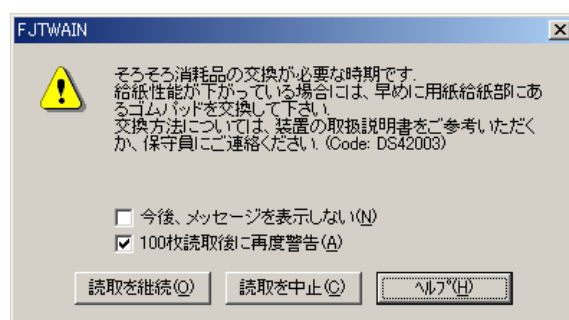 FJTWAIN
そろそろ消耗品の交換が必要な時期です.
給紙性能が下がっている場合には、早めに用紙給紙部にあ
るゴムパッドを交換して下さい.
交換方法については、装置の取扱説明書をご参考いただく
か、保守員にご連絡ください. (Code: DS42003)
今後、メッセージを表示しない(N)
100枚読取後に再度警告(A)
読取を継続(O)
読取を中止(C)
ヘルプ(H)